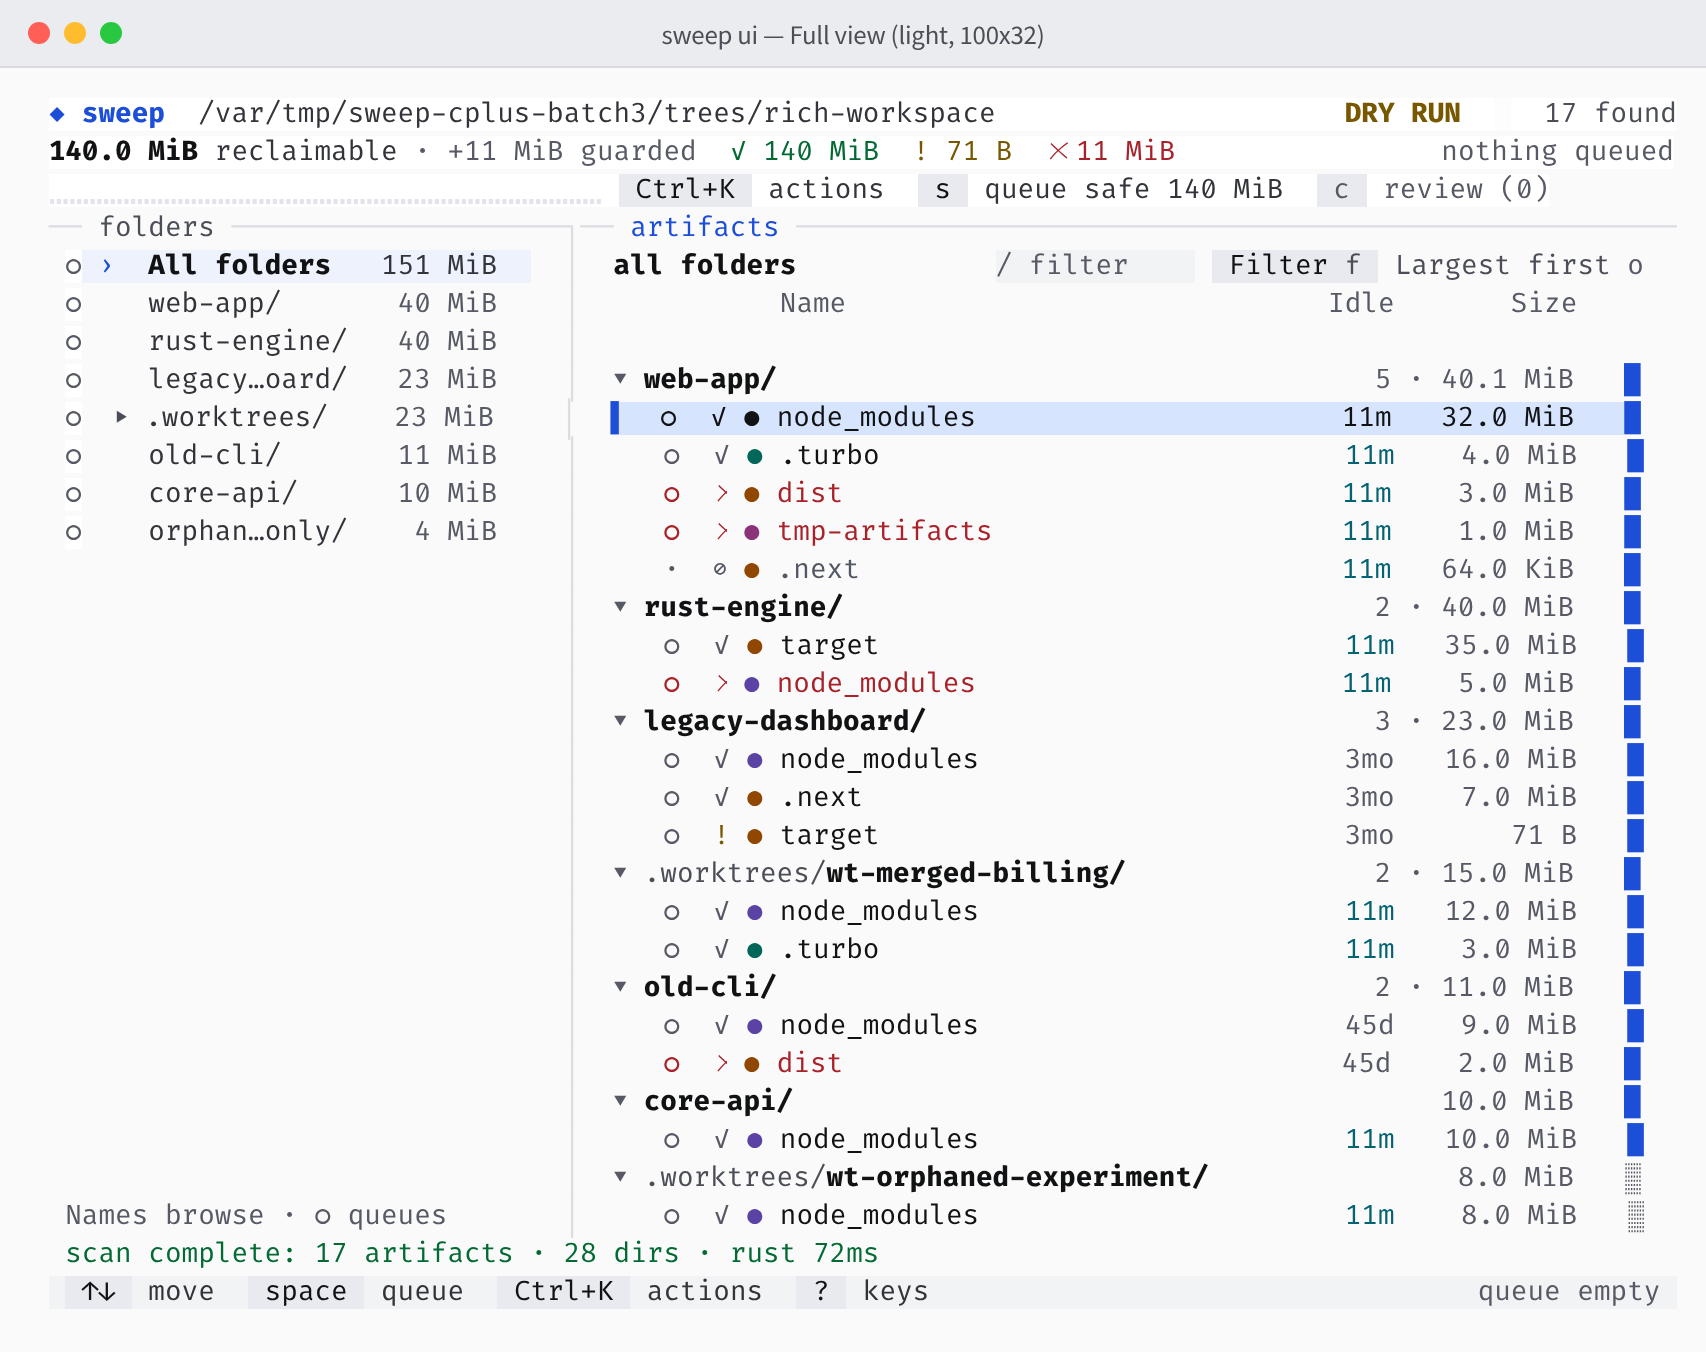 sweep ui — Full view (light, 100x32)
◆ sweep /var/tmp/sweep-cplus-batch3/trees/rich-workspace DRY RUN 17 found
140.0 MiB reclaimable · +11 MiB guarded √ 140 MiB ! 71 B ✕ 11 MiB nothing queued
Ctrl+K actions s queue safe 140 MiB c review (0)
folders
○ › All folders 151 MiB
○ web-app/ 40 MiB
○ rust-engine/ 40 MiB
○ legacy…oard/ 23 MiB
○ ▸ .worktrees/ 23 MiB
○ old-cli/ 11 MiB
○ core-api/ 10 MiB
○ orphan…only/ 4 MiB
Names browse · ○ queues
artifacts
all folders / filter Filter f Largest first o
Name Idle Size
▾ web-app/ 5 · 40.1 MiB
○ √ ● node_modules 11m 32.0 MiB
○ √ ● .turbo 11m 4.0 MiB
○ > ● dist 11m 3.0 MiB
○ > ● tmp-artifacts 11m 1.0 MiB
· ⊘ ● .next 11m 64.0 KiB
▾ rust-engine/ 2 · 40.0 MiB
○ √ ● target 11m 35.0 MiB
○ > ● node_modules 11m 5.0 MiB
▾ legacy-dashboard/ 3 · 23.0 MiB
○ √ ● node_modules 3mo 16.0 MiB
○ √ ● .next 3mo 7.0 MiB
○ ! ● target 3mo 71 B
▾ .worktrees/wt-merged-billing/ 2 · 15.0 MiB
○ √ ● node_modules 11m 12.0 MiB
○ √ ● .turbo 11m 3.0 MiB
▾ old-cli/ 2 · 11.0 MiB
○ √ ● node_modules 45d 9.0 MiB
○ > ● dist 45d 2.0 MiB
▾ core-api/ 10.0 MiB
○ √ ● node_modules 11m 10.0 MiB
▾ .worktrees/wt-orphaned-experiment/ 8.0 MiB
○ √ ● node_modules 11m 8.0 MiB
scan complete: 17 artifacts · 28 dirs · rust 72ms
↑↓ move space queue Ctrl+K actions ? keys queue empty